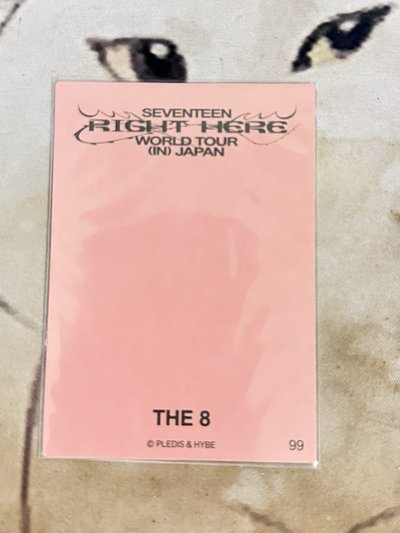 SEVENTEEN
RIGHT HERE
WORLD TOUR
(IN) JAPAN
THE 8
© PLEDIS & HYBE
99